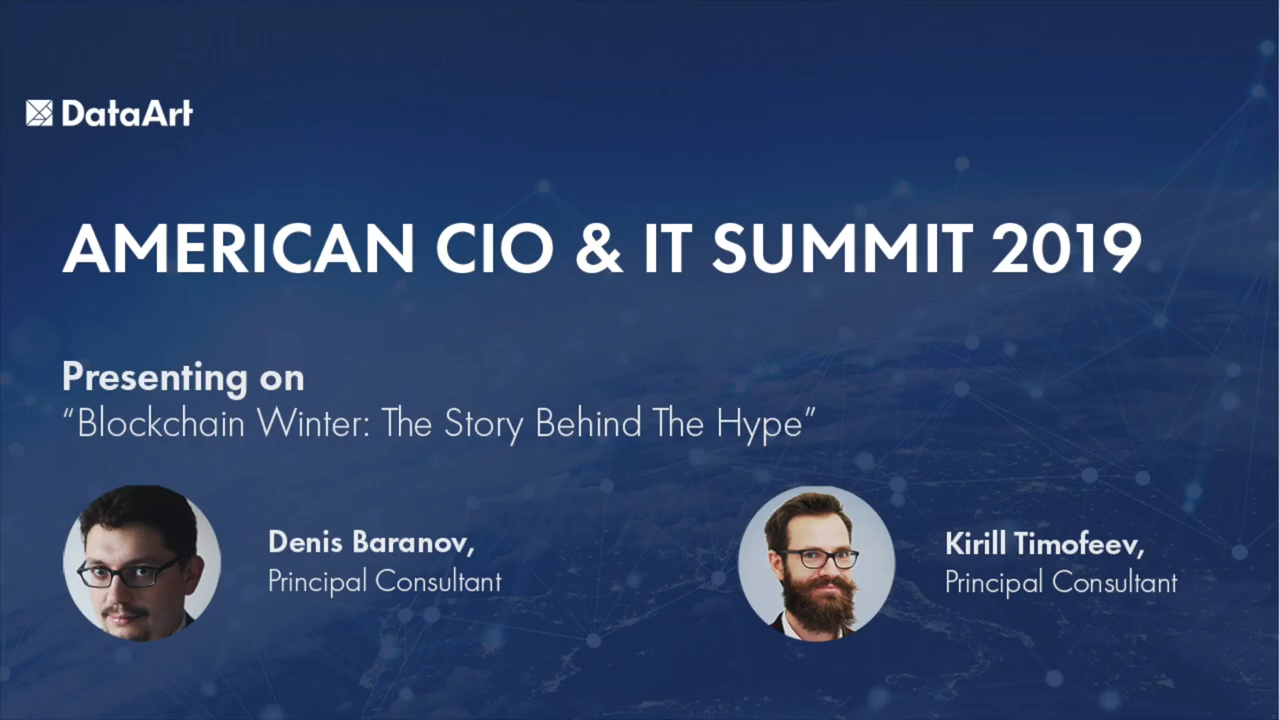 DataArt
AMERICAN CIO & IT SUMMIT 2019
Presenting on
“Blockchain Winter: The Story Behind The Hype”
Denis Baranov,
Principal Consultant
Kirill Timofeev,
Principal Consultant